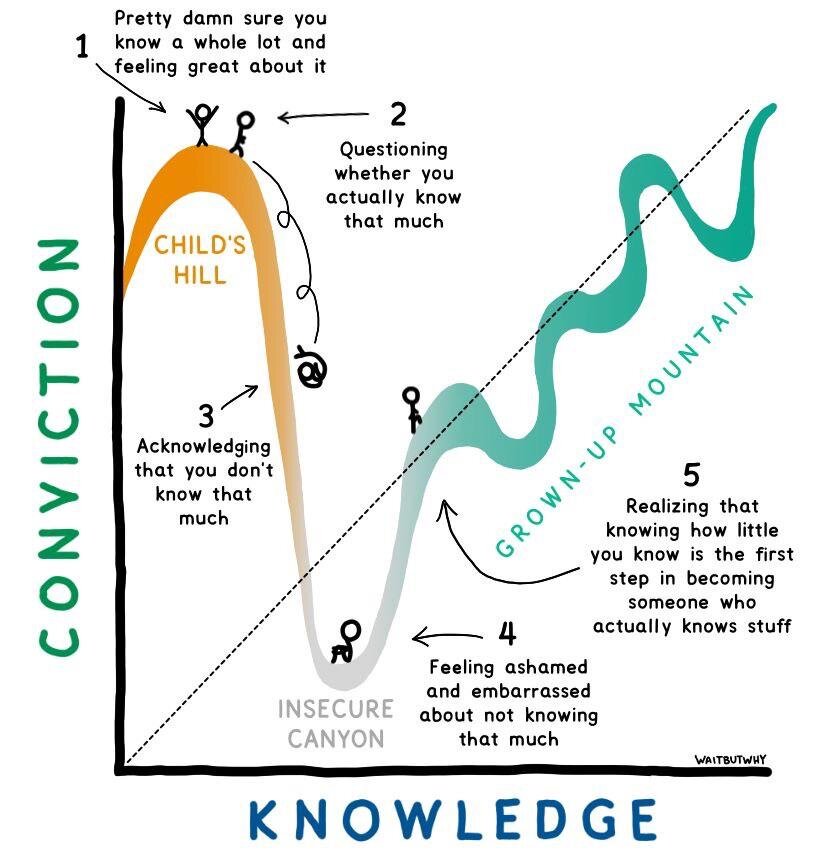 1
Pretty damn sure you
know a whole lot and
feeling great about it
2
Questioning
whether you
actually know
that much
CHILD'S
HILL
3
Acknowledging
that you don't
know that
much
CONVICTION
GROWN-UP MOUNTAIN
5
Realizing that
knowing how little
you know is the first
step in becoming
someone who
actually knows stuff
4
Feeling ashamed
and embarrassed
about not knowing
that much
INSECURE
CANYON
WAITBUTWHY
KNOWLEDGE